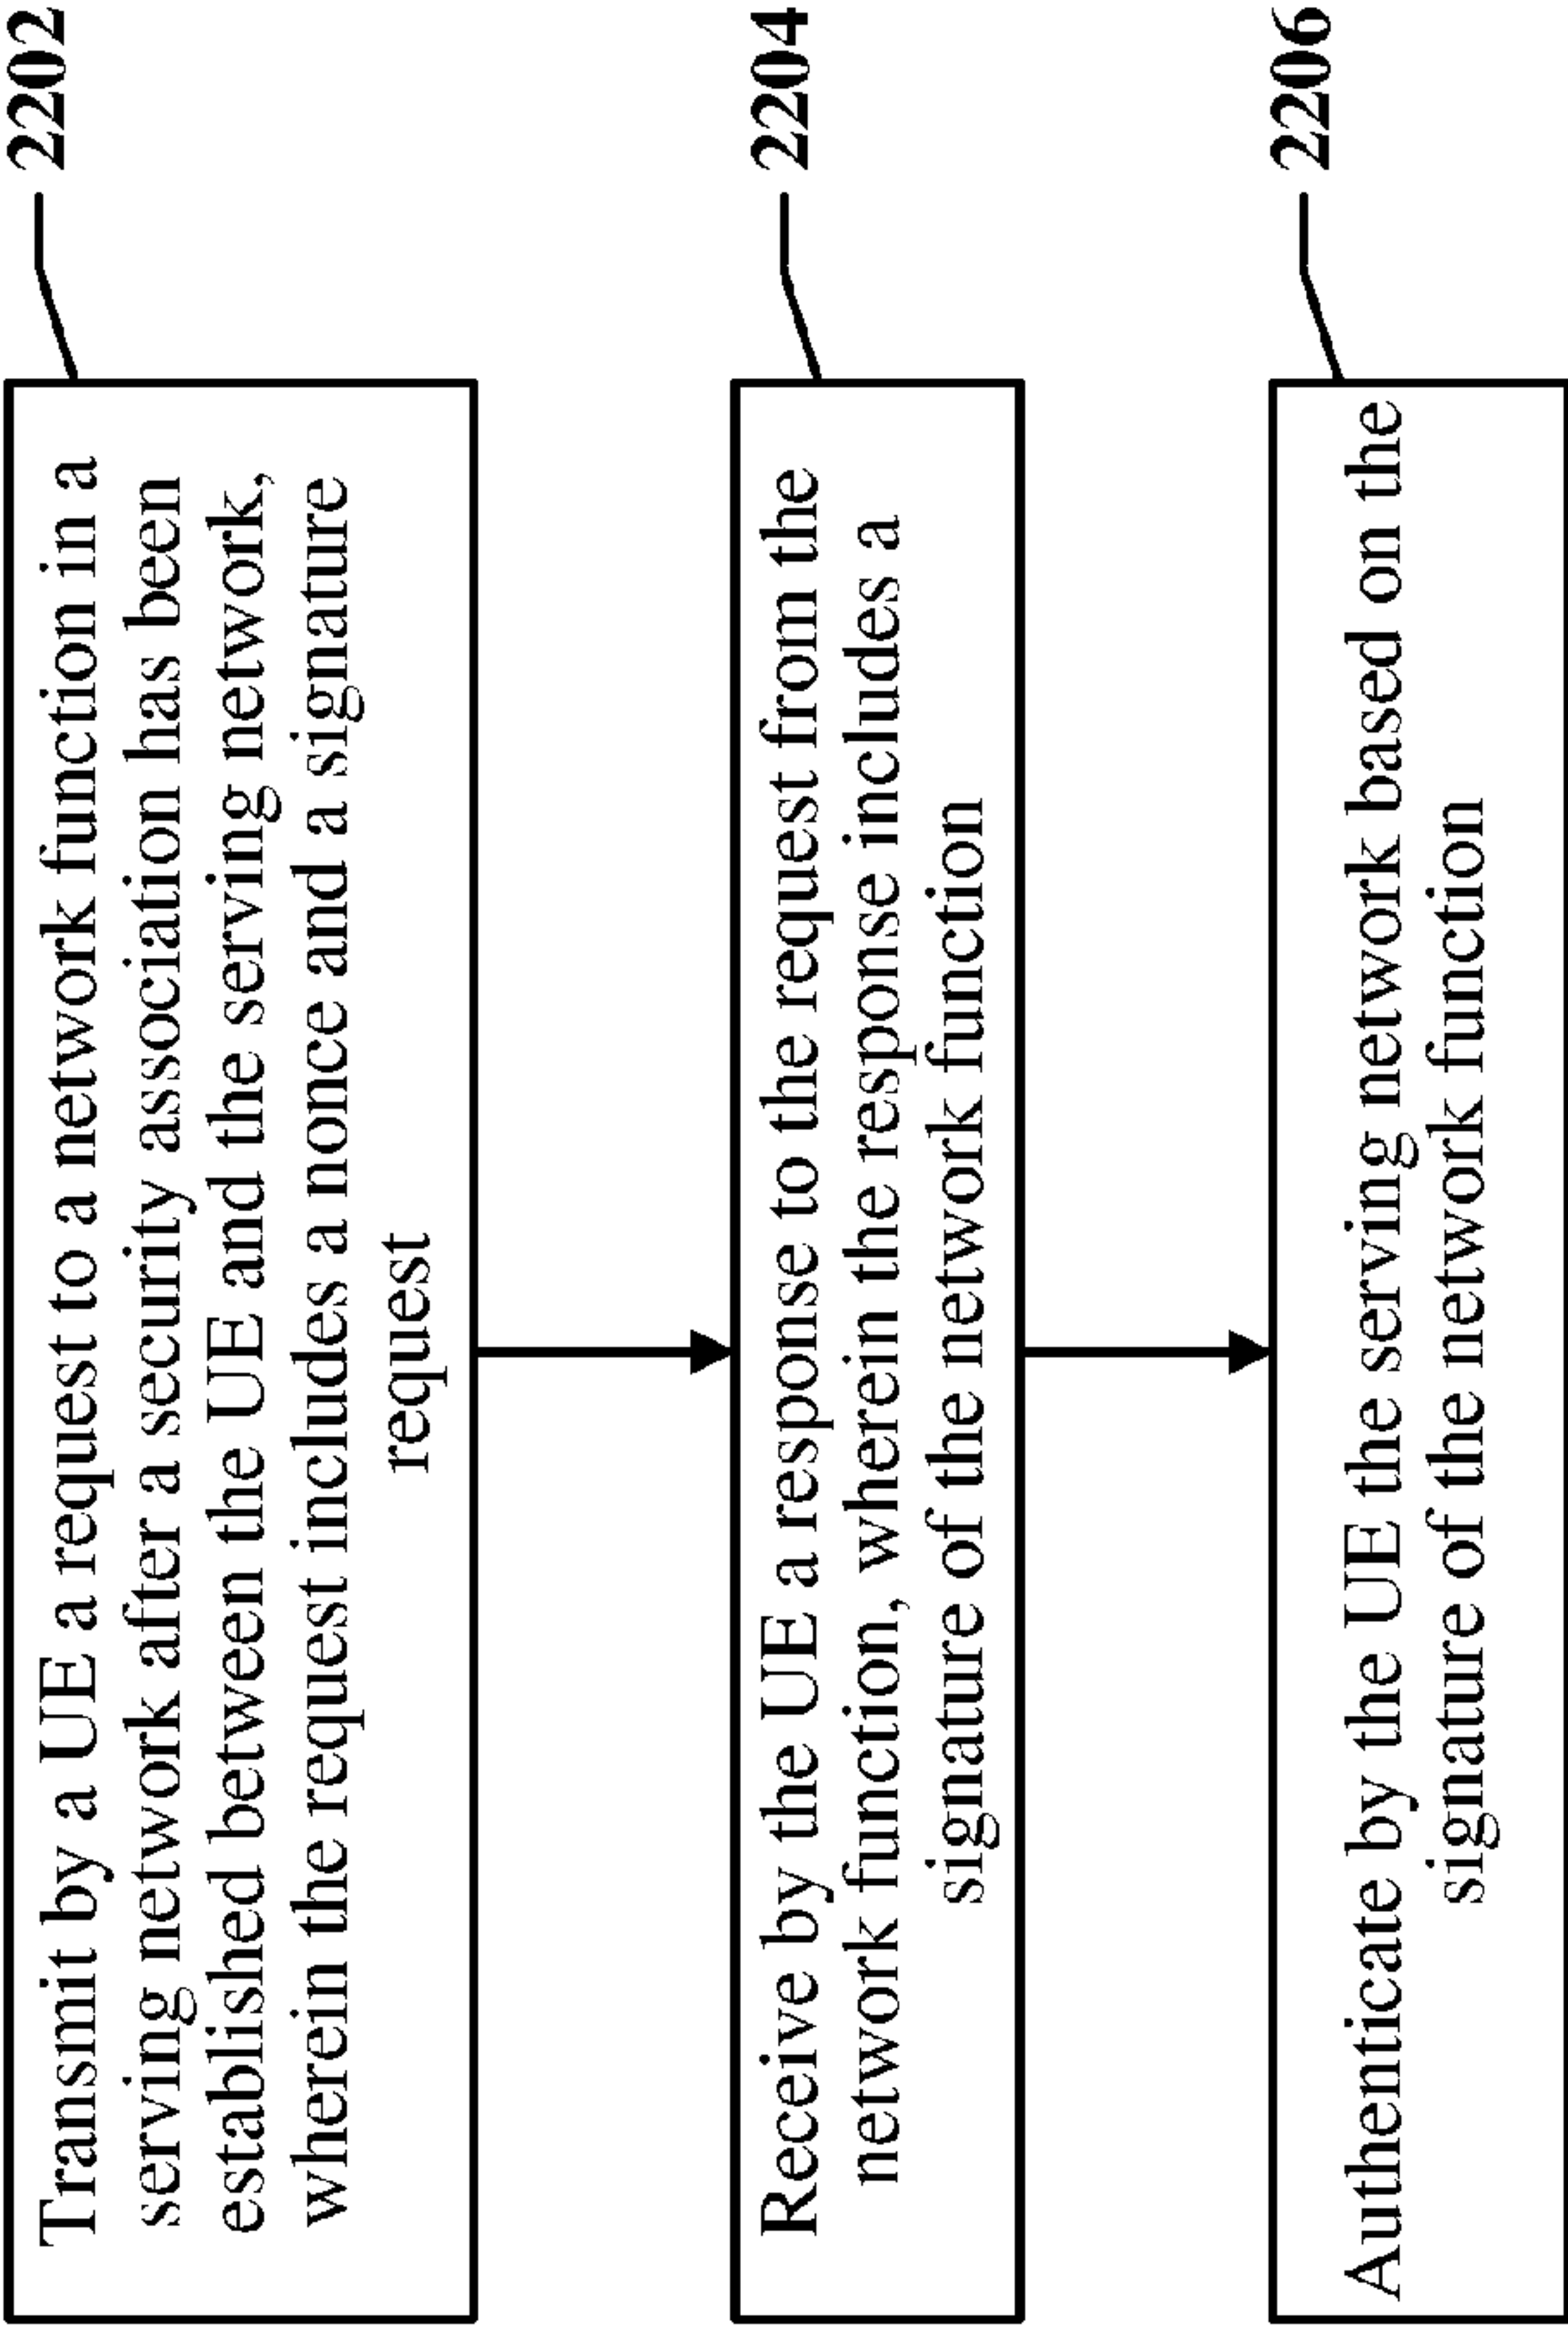 Transmit by a UE a request to a network function in a
serving network after a security association has been
established between the UE and the serving network,
wherein the request includes a nonce and a signature
request
2202
Receive by the UE a response to the request from the
network function, wherein the response includes a
signature of the network function
2204
Authenticate by the UE the serving network based on the
signature of the network function
2206